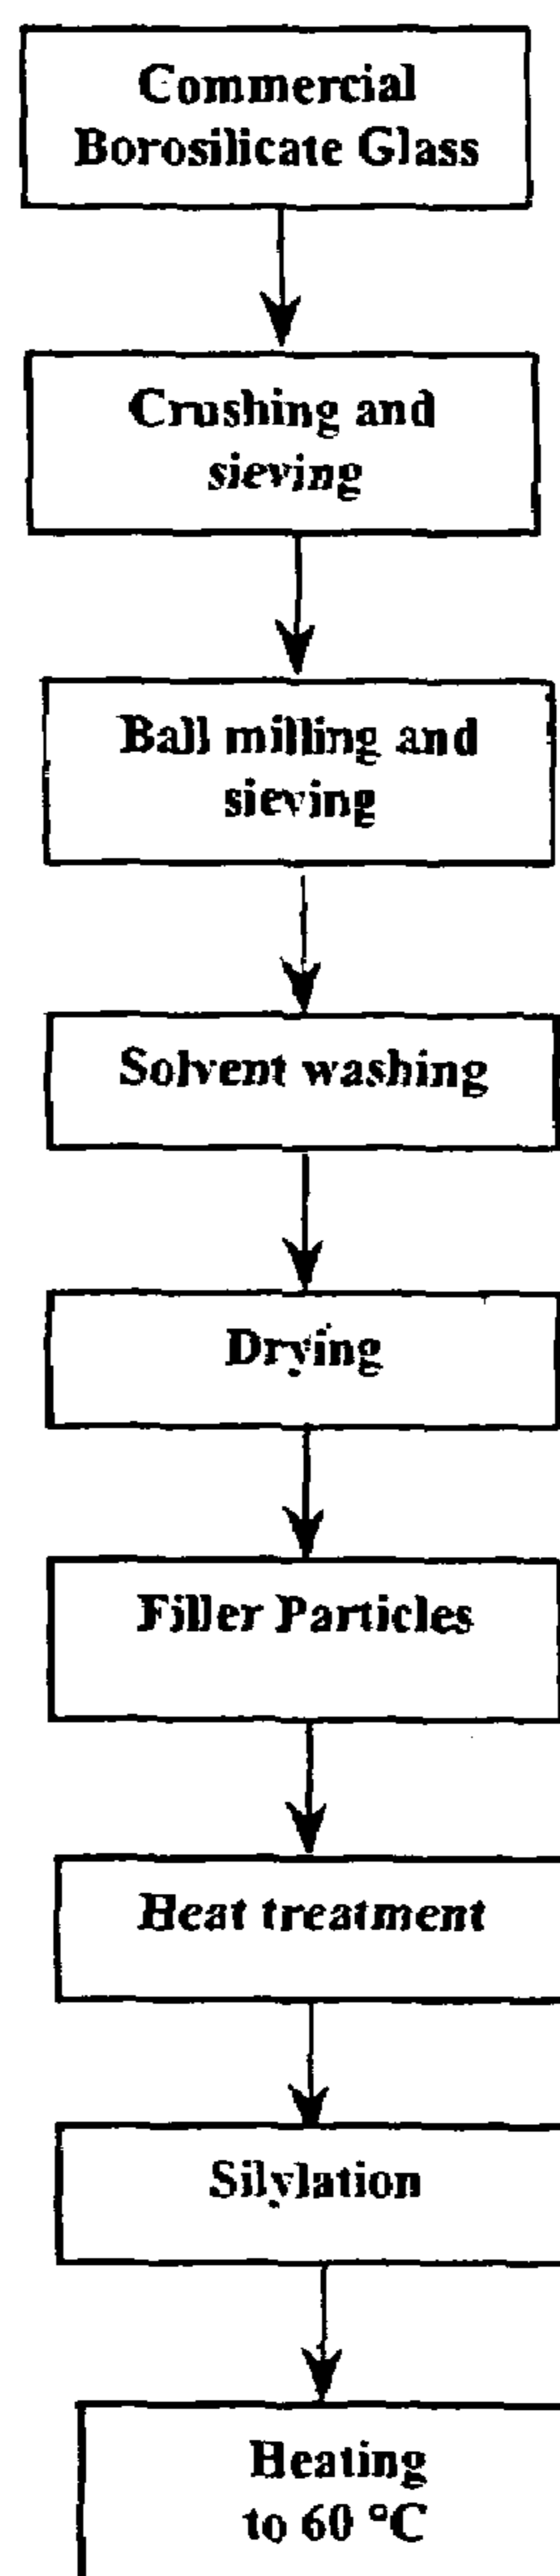 Commercial
Borosilicate Glass
Crushing and
sieving
Ball milling and
sieving
Solvent washing
Drying
Filler Particles
Heat treatment
Silylation
Heating
to 60 °C